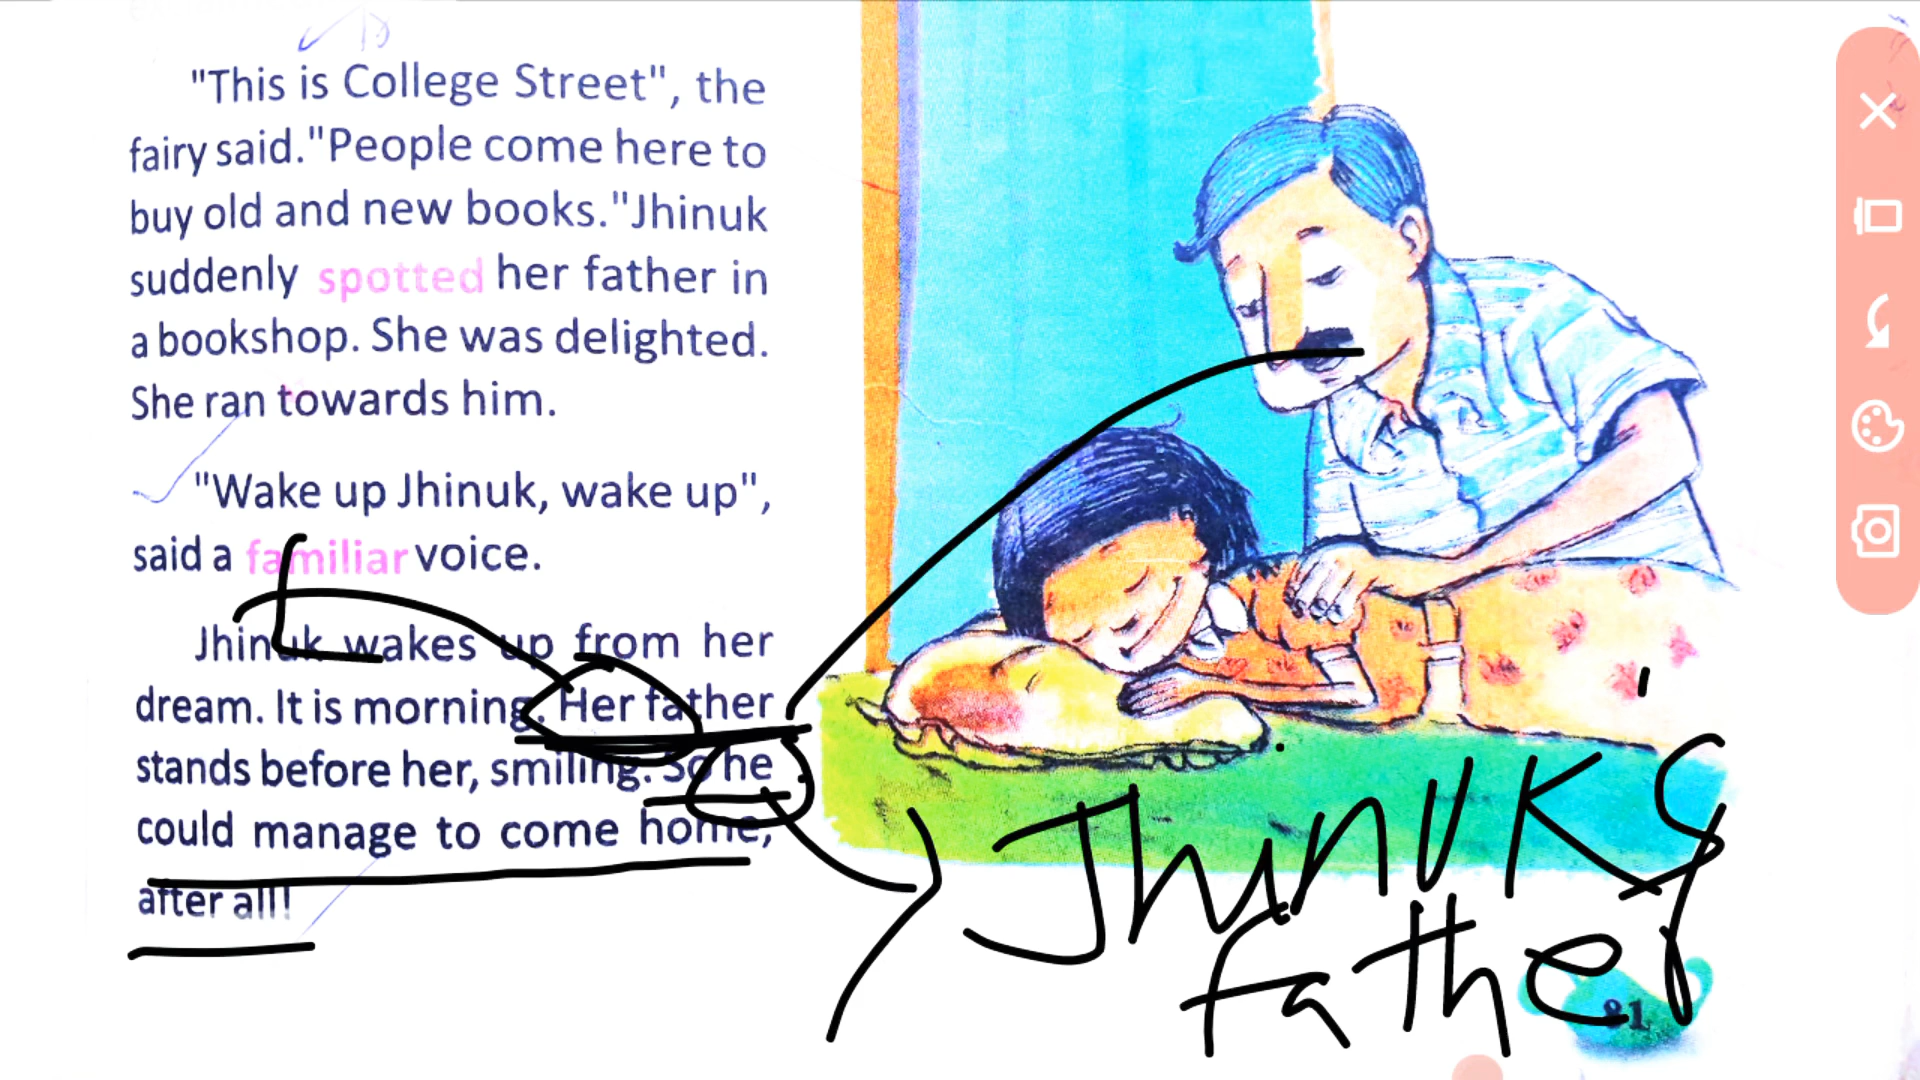 "This is College Street", the
fairy said."People come here to
buy old and new books."Jhinuk
suddenly spotted her father in
a bookshop. She was delighted.
She ran towards him.
"Wake up Jhinuk, wake up",
said a familiar voice.
Jhinuk wakes up from her
dream. It is morning. Her father
stands before her, smiling. So he
could manage to come home,
after all!
Jhinuk's
father
81